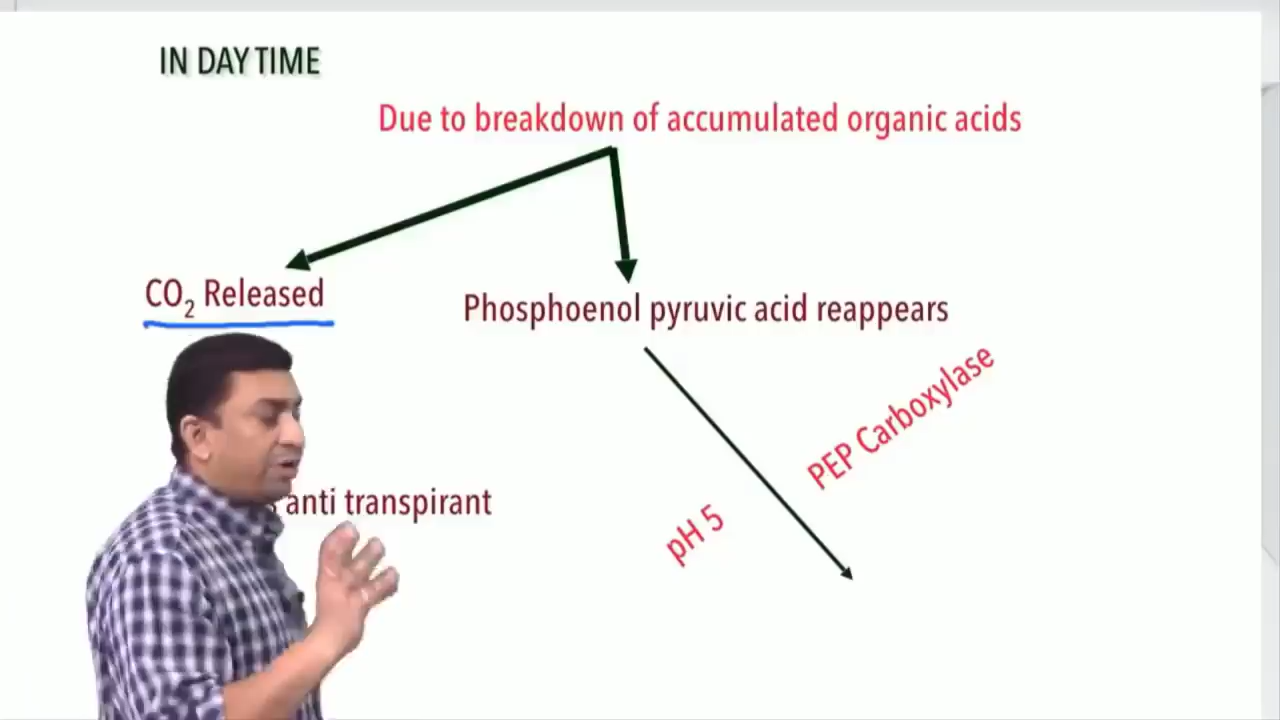 IN DAY TIME
Due to breakdown of accumulated organic acids
CO₂ Released
Phosphoenol pyruvic acid reappears
PEP Carboxylase
anti transpirant
pH 5